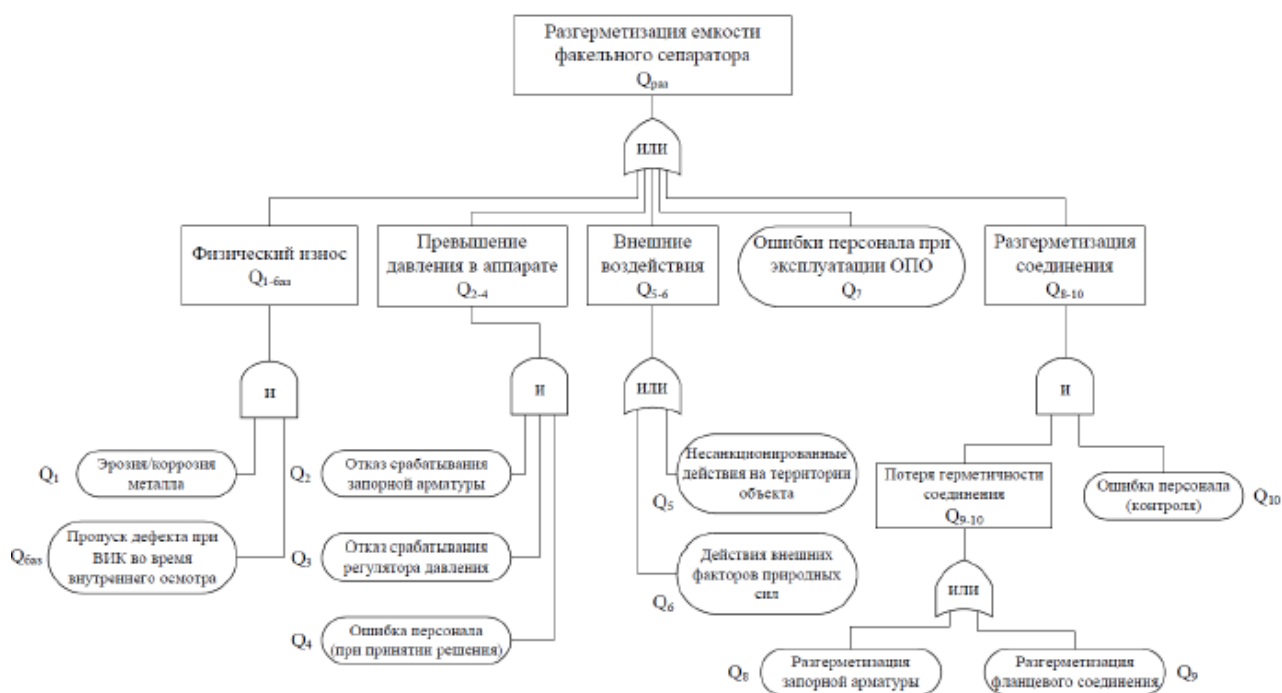 Разгерметизация емкости
факельного сепаратора
Qраз
или
Физический износ
Q1-баз
Превышение
давления в аппарате
Q2-4
Внешние
воздействия
Q5-6
Ошибки персонала при
эксплуатации ОПО
Q7
Разгерметизация
соединения
Q8-10
и
и
или
и
Q1
Эрозия/коррозия
металла
Qбаз
Пропуск дефекта при
ВИК во время
внутреннего осмотра
Q2
Отказ срабатывания
запорной арматуры
Q3
Отказ срабатывания
регулятора давления
Q4
Ошибка персонала
(при принятии решения)
Несанкционированные
действия на территории
объекта
Q5
Действия внешних
факторов природных
сил
Q6
Потеря герметичности
соединения
Q9-10
Ошибка персонала
(контроля)
Q10
или
Q8
Разгерметизация
запорной арматуры
Разгерметизация
фланцевого соединения
Q9